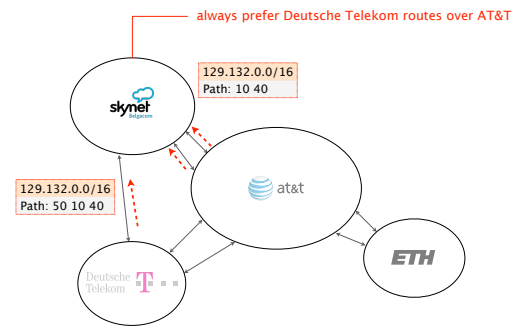 always prefer Deutsche Telekom routes over AT&T
129.132.0.0/16
Path: 10 40
skynet
Belgacom
at&t
129.132.0.0/16
Path: 50 10 40
ETH
Deutsche
Telekom
T